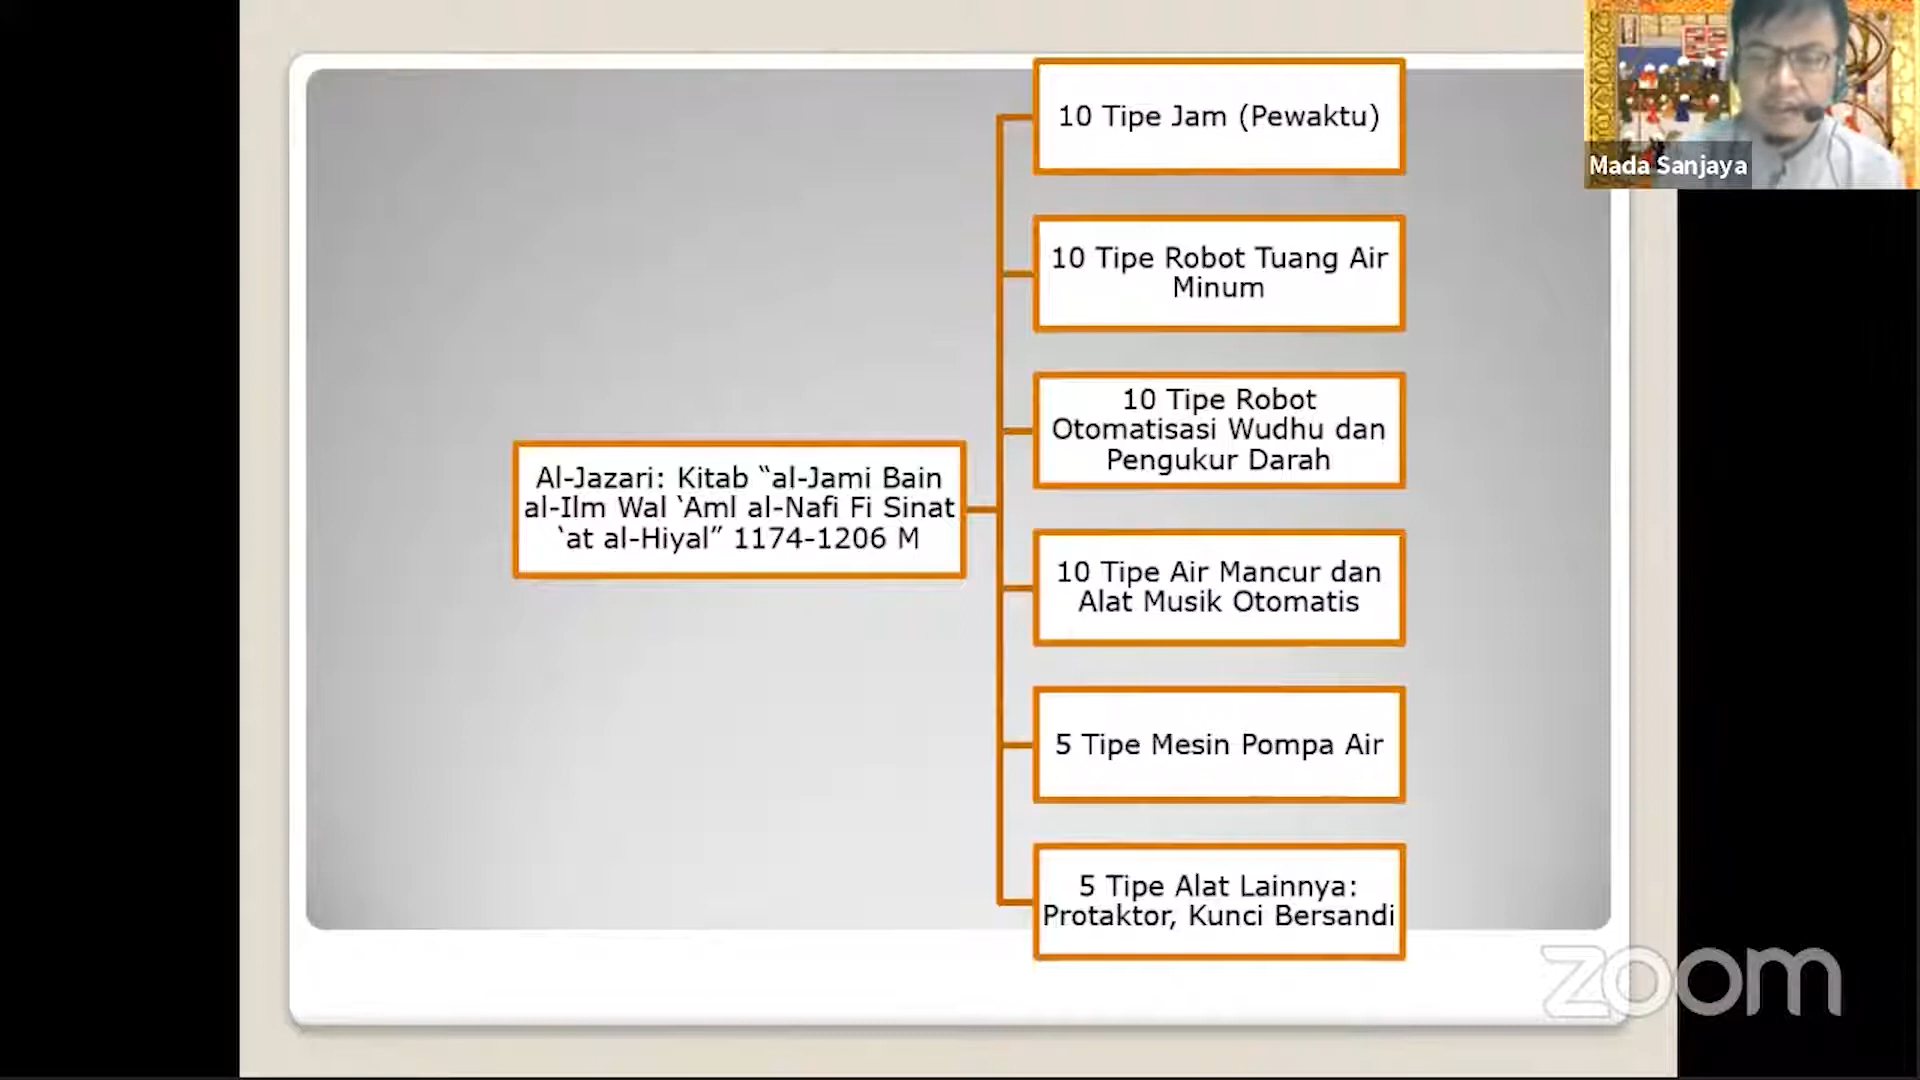 10 Tipe Jam (Pewaktu)
Mada Sanjaya
10 Tipe Robot Tuang Air
Minum
10 Tipe Robot
Otomatisasi Wudhu dan
Pengukur Darah
Al-Jazari: Kitab “al-Jami Bain
al-Ilm Wal ‘Aml al-Nafi Fi Sinat
‘at al-Hiyal” 1174-1206 M
10 Tipe Air Mancur dan
Alat Musik Otomatis
5 Tipe Mesin Pompa Air
5 Tipe Alat Lainnya:
Protaktor, Kunci Bersandi
zoom